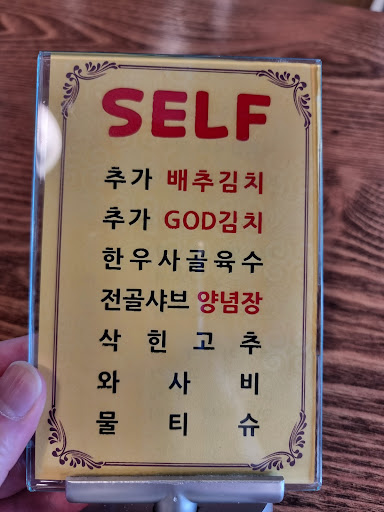 SELF
추가 배추김치
추가 GOD김치
한우사골육수
전골샤브 양념장
삭힌고추
와사비
물티슈